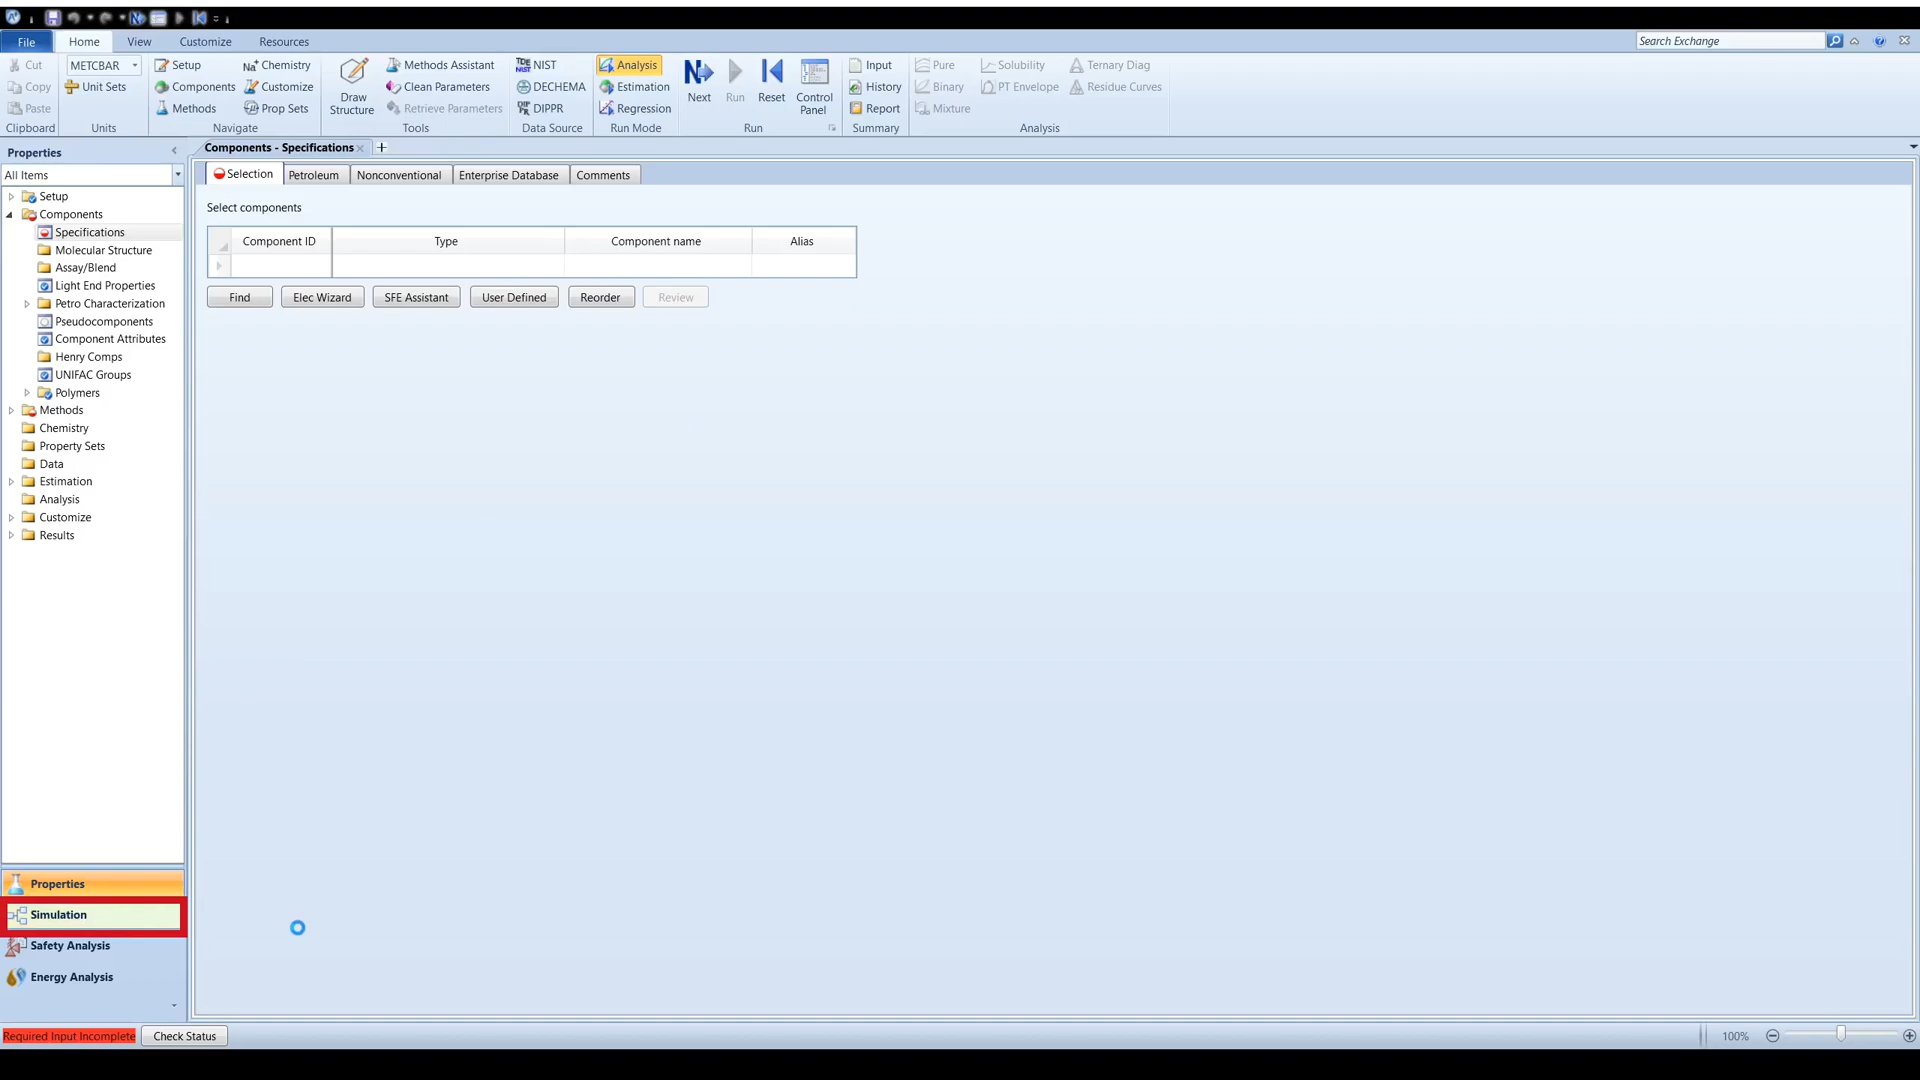 File Home View Customize Resources Search Exchange
Cut METCBAR Setup Chemistry Methods Assistant NIST Analysis Input Pure Solubility Ternary Diag
Copy Unit Sets Components Customize Clean Parameters DECHEMA Estimation History Binary PT Envelope Residue Curves
Paste Methods Prop Sets Draw Structure Retrieve Parameters DIPPR Regression Next Run Reset Control Panel Report Mixture
Clipboard Units Navigate Tools Data Source Run Mode Run Summary Analysis
Properties Components - Specifications
All Items Selection Petroleum Nonconventional Enterprise Database Comments
Setup
Components
Specifications
Molecular Structure
Assay/Blend
Light End Properties
Petro Characterization
Pseudocomponents
Component Attributes
Henry Comps
UNIFAC Groups
Polymers
Methods
Chemistry
Property Sets
Data
Estimation
Analysis
Customize
Results
Select components
Component ID Type Component name Alias
Find Elec Wizard SFE Assistant User Defined Reorder Review
Properties
Simulation
Safety Analysis
Energy Analysis
Required Input Incomplete Check Status 100%